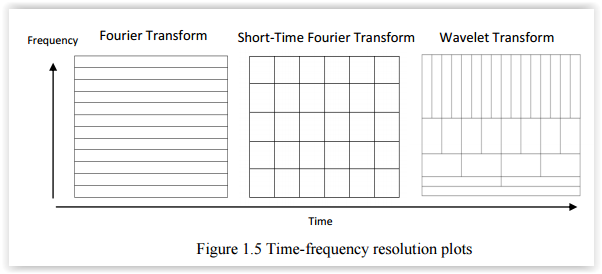 Frequency
Fourier Transform
Short-Time Fourier Transform
Wavelet Transform
Time
Figure 1.5 Time-frequency resolution plots